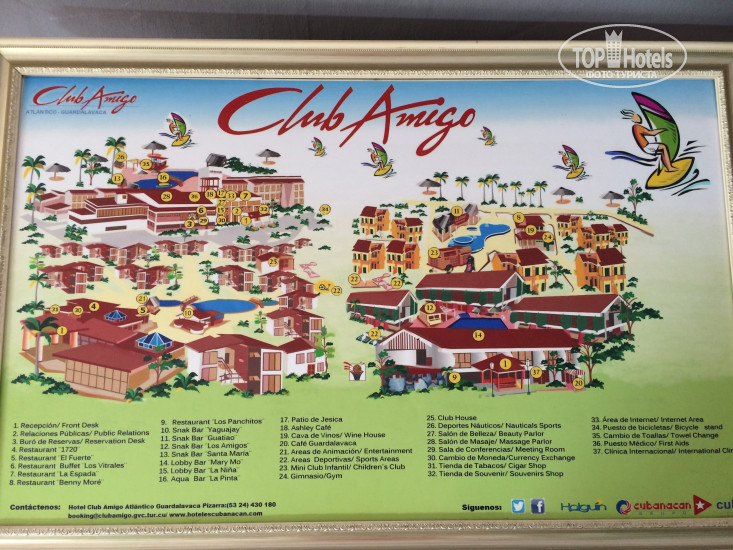 TOP Hotels
ФОТО ТУРИСТА
Club Amigo
ATLÁNTICO - GUARDALAVACA
Club Amigo
1. Recepción/ Front Desk
2. Relaciones Públicas/ Public Relations
3. Buró de Reservas/ Reservation Desk
4. Restaurant ¨1720¨
5. Restaurant ¨El Fuerte¨
6. Restaurant Buffet ¨Los Vitrales¨
7. Restaurant ¨La Espada¨
8. Restaurant ¨Benny Moré¨
9. Restaurant ¨Los Panchitos¨
10. Snak Bar ¨Yaguajay¨
11. Snak Bar ¨Guatiao¨
12. Snak Bar ¨Los Amigos¨
13. Snak Bar ¨Santa María¨
14. Lobby Bar ¨Mary Mo¨
15. Lobby Bar ¨La Niña¨
16. Aqua Bar ¨La Pinta¨
17. Patio de Jesica
18. Ashley Café
19. Cava de Vinos/ Wine House
20. Café Guardalavaca
21. Areas de Animación/ Entertainment
22. Areas Deportivas/ Sports Areas
23. Mini Club Infantil/ Children´s Club
24. Gimnasio/Gym
25. Club House
26. Deportes Náuticos/ Nauticals Sports
27. Salón de Belleza/ Beauty Parlor
28. Salón de Masaje/ Massage Parlor
29. Sala de Conferencias/ Meeting Room
30. Cambio de Moneda/Currency Exchange
31. Tienda de Tabacos/ Cigar Shop
32. Tienda de Souvenir/ Souvenirs Shop
33. Área de Internet/ Internet Area
34. Puesto de bicicletas/ Bicycle stand
35. Cambio de Toallas/ Towel Change
36. Puesto Médico/ First Aids
37. Clínica Internacional/ International Clin
Contáctenos: Hotel Club Amigo Atlántico Guardalavaca Pizarra:(53 24) 430 180
booking@clubamigo.gvc.tur.cu/ www.hotelescubanacan.com
Síguenos:
Holguín
cubanacan